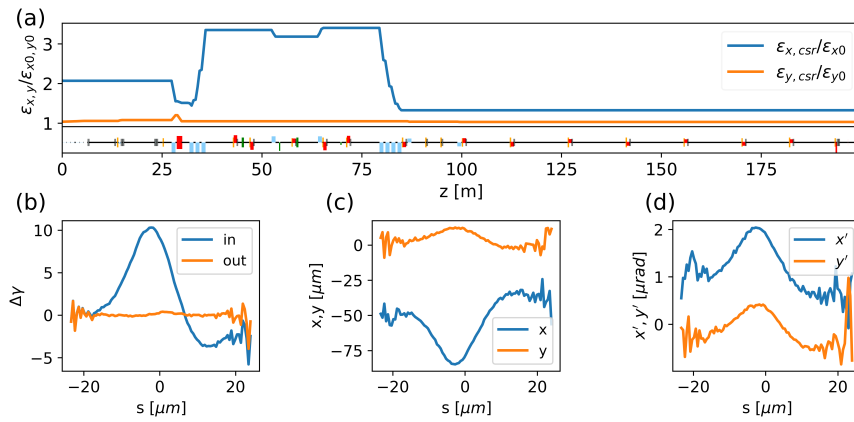 (a)
ε_{x,y}/ε_{x0,y0}
3
2
1
ε_{x,csr}/ε_{x0}
ε_{y,csr}/ε_{y0}
0 25 50 75 100 125 150 175
z [m]
(b)
Δγ
10
5
0
−5
in
out
−20 0 20
s [μm]
(c)
x,y [μm]
0
−25
−50
−75
x
y
−20 0 20
s [μm]
(d)
x′, y′ [μrad]
2
1
0
x′
y′
−20 0 20
s [μm]